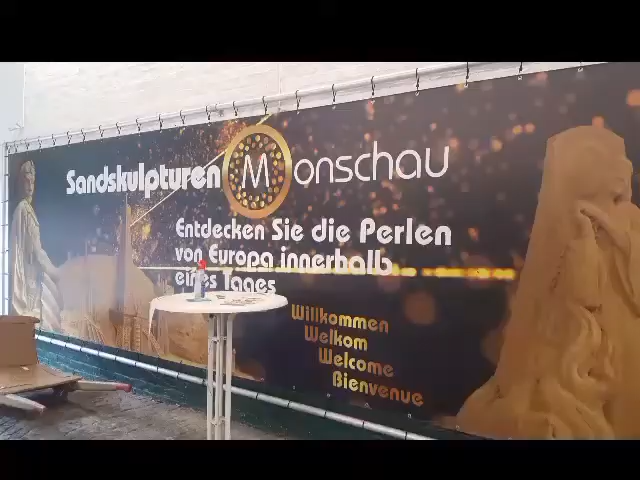 Sandskulpturen Monschau
Entdecken Sie die Perlen
von Europa innerhalb
eines Tages
Willkommen
Welkom
Welcome
Bienvenue